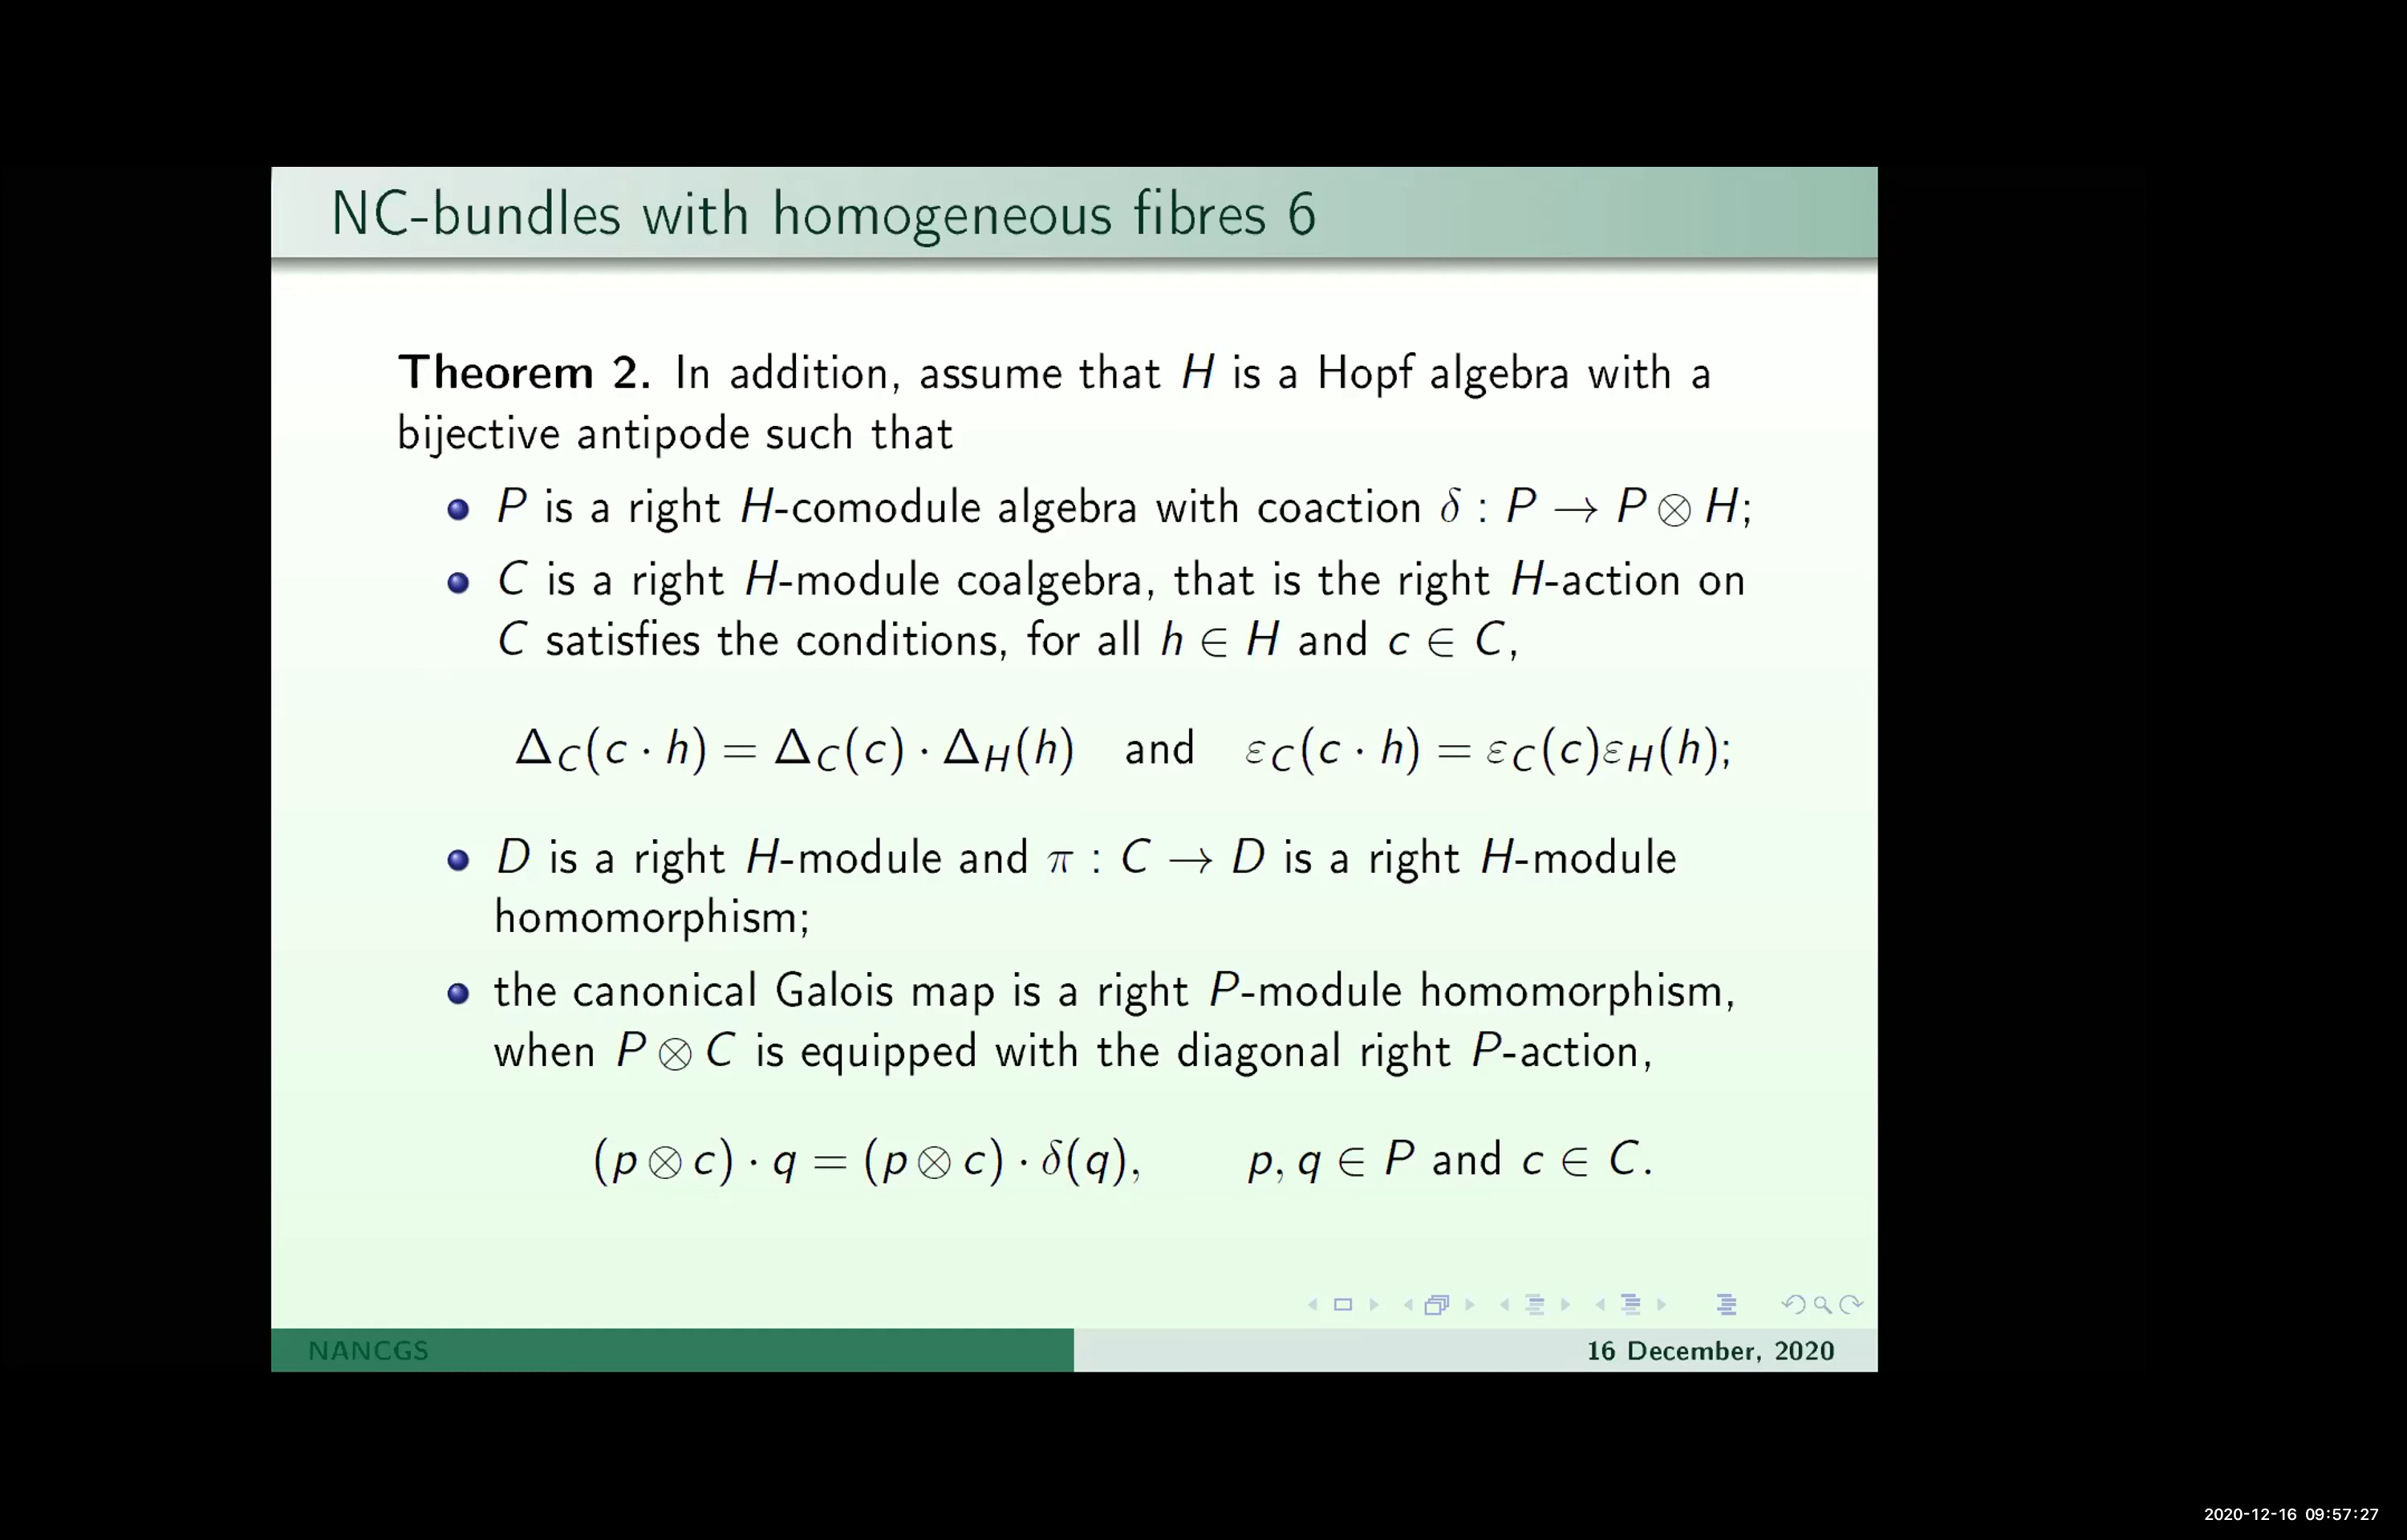 NC-bundles with homogeneous fibres 6
Theorem 2. In addition, assume that H is a Hopf algebra with a
bijective antipode such that
P is a right H-comodule algebra with coaction δ : P → P ⊗ H;
C is a right H-module coalgebra, that is the right H-action on
C satisfies the conditions, for all h ∈ H and c ∈ C,
Δ_C(c · h) = Δ_C(c) · Δ_H(h) and ε_C(c · h) = ε_C(c)ε_H(h);
D is a right H-module and π : C → D is a right H-module
homomorphism;
the canonical Galois map is a right P-module homomorphism,
when P ⊗ C is equipped with the diagonal right P-action,
(p ⊗ c) · q = (p ⊗ c) · δ(q), p, q ∈ P and c ∈ C.
NANCGS 16 December, 2020
2020-12-16 09:57:27